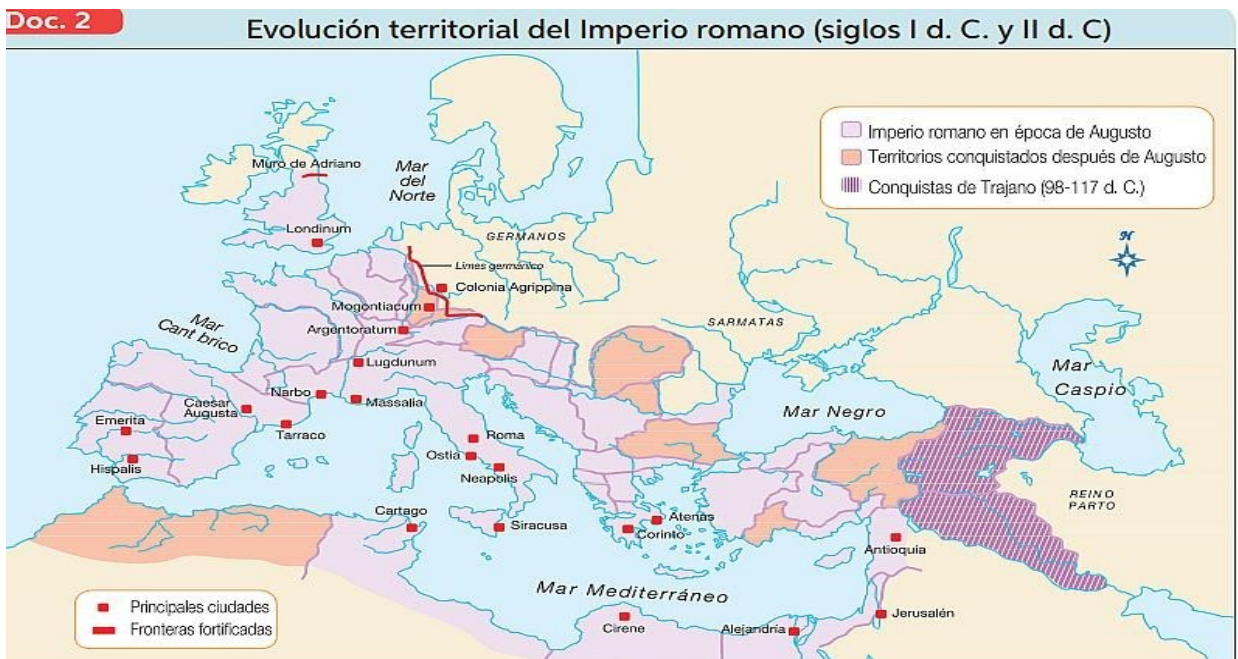 Doc. 2
Evolución territorial del Imperio romano (siglos I d. C. y II d. C)
Imperio romano en época de Augusto
Territorios conquistados después de Augusto
Conquistas de Trajano (98-117 d. C.)
N
Muro de Adriano
Mar
del
Norte
Londinum
GERMANOS
Limes germánico
Colonia Agrippina
Mogontiacum
Argentoratum
SARMATAS
Mar
Cant brico
Lugdunum
Mar
Caspio
Narbo
Massalia
Caesar
Augusta
Mar Negro
Emerita
Tarraco
Roma
Ostia
Hispalis
Neapolis
REINO
PARTO
Cartago
Siracusa
Atenas
Corinto
Antioquia
Mar Mediterráneo
Jerusalén
Cirene
Alejandría
Principales ciudades
Fronteras fortificadas